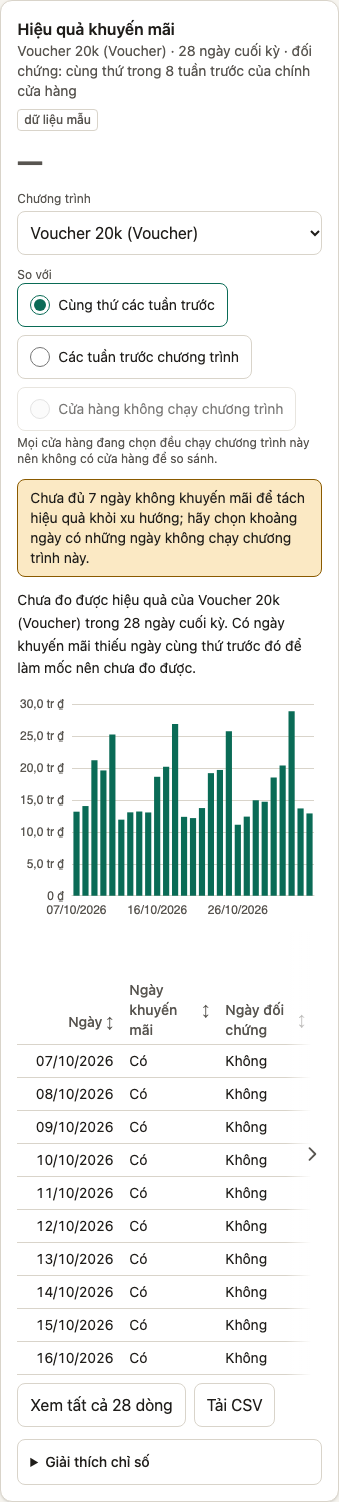 Hiệu quả khuyến mãi
Voucher 20k (Voucher) · 28 ngày cuối kỳ · đối
chứng: cùng thứ trong 8 tuần trước của chính
cửa hàng
dữ liệu mẫu
—
Chương trình
Voucher 20k (Voucher)
So với
Cùng thứ các tuần trước
Các tuần trước chương trình
Cửa hàng không chạy chương trình
Mọi cửa hàng đang chọn đều chạy chương trình này
nên không có cửa hàng để so sánh.
Chưa đủ 7 ngày không khuyến mãi để tách
hiệu quả khỏi xu hướng; hãy chọn khoảng
ngày có những ngày không chạy chương
trình này.
Chưa đo được hiệu quả của Voucher 20k
(Voucher) trong 28 ngày cuối kỳ. Có ngày
khuyến mãi thiếu ngày cùng thứ trước đó để
làm mốc nên chưa đo được.
30,0 tr ₫
25,0 tr ₫
20,0 tr ₫
15,0 tr ₫
10,0 tr ₫
5,0 tr ₫
0 ₫
07/10/2026 16/10/2026 26/10/2026
Ngày Ngày khuyến mãi Ngày đối chứng
07/10/2026 Có Không
08/10/2026 Có Không
09/10/2026 Có Không
10/10/2026 Có Không
11/10/2026 Có Không
12/10/2026 Có Không
13/10/2026 Có Không
14/10/2026 Có Không
15/10/2026 Có Không
16/10/2026 Có Không
Xem tất cả 28 dòng Tải CSV
Giải thích chỉ số